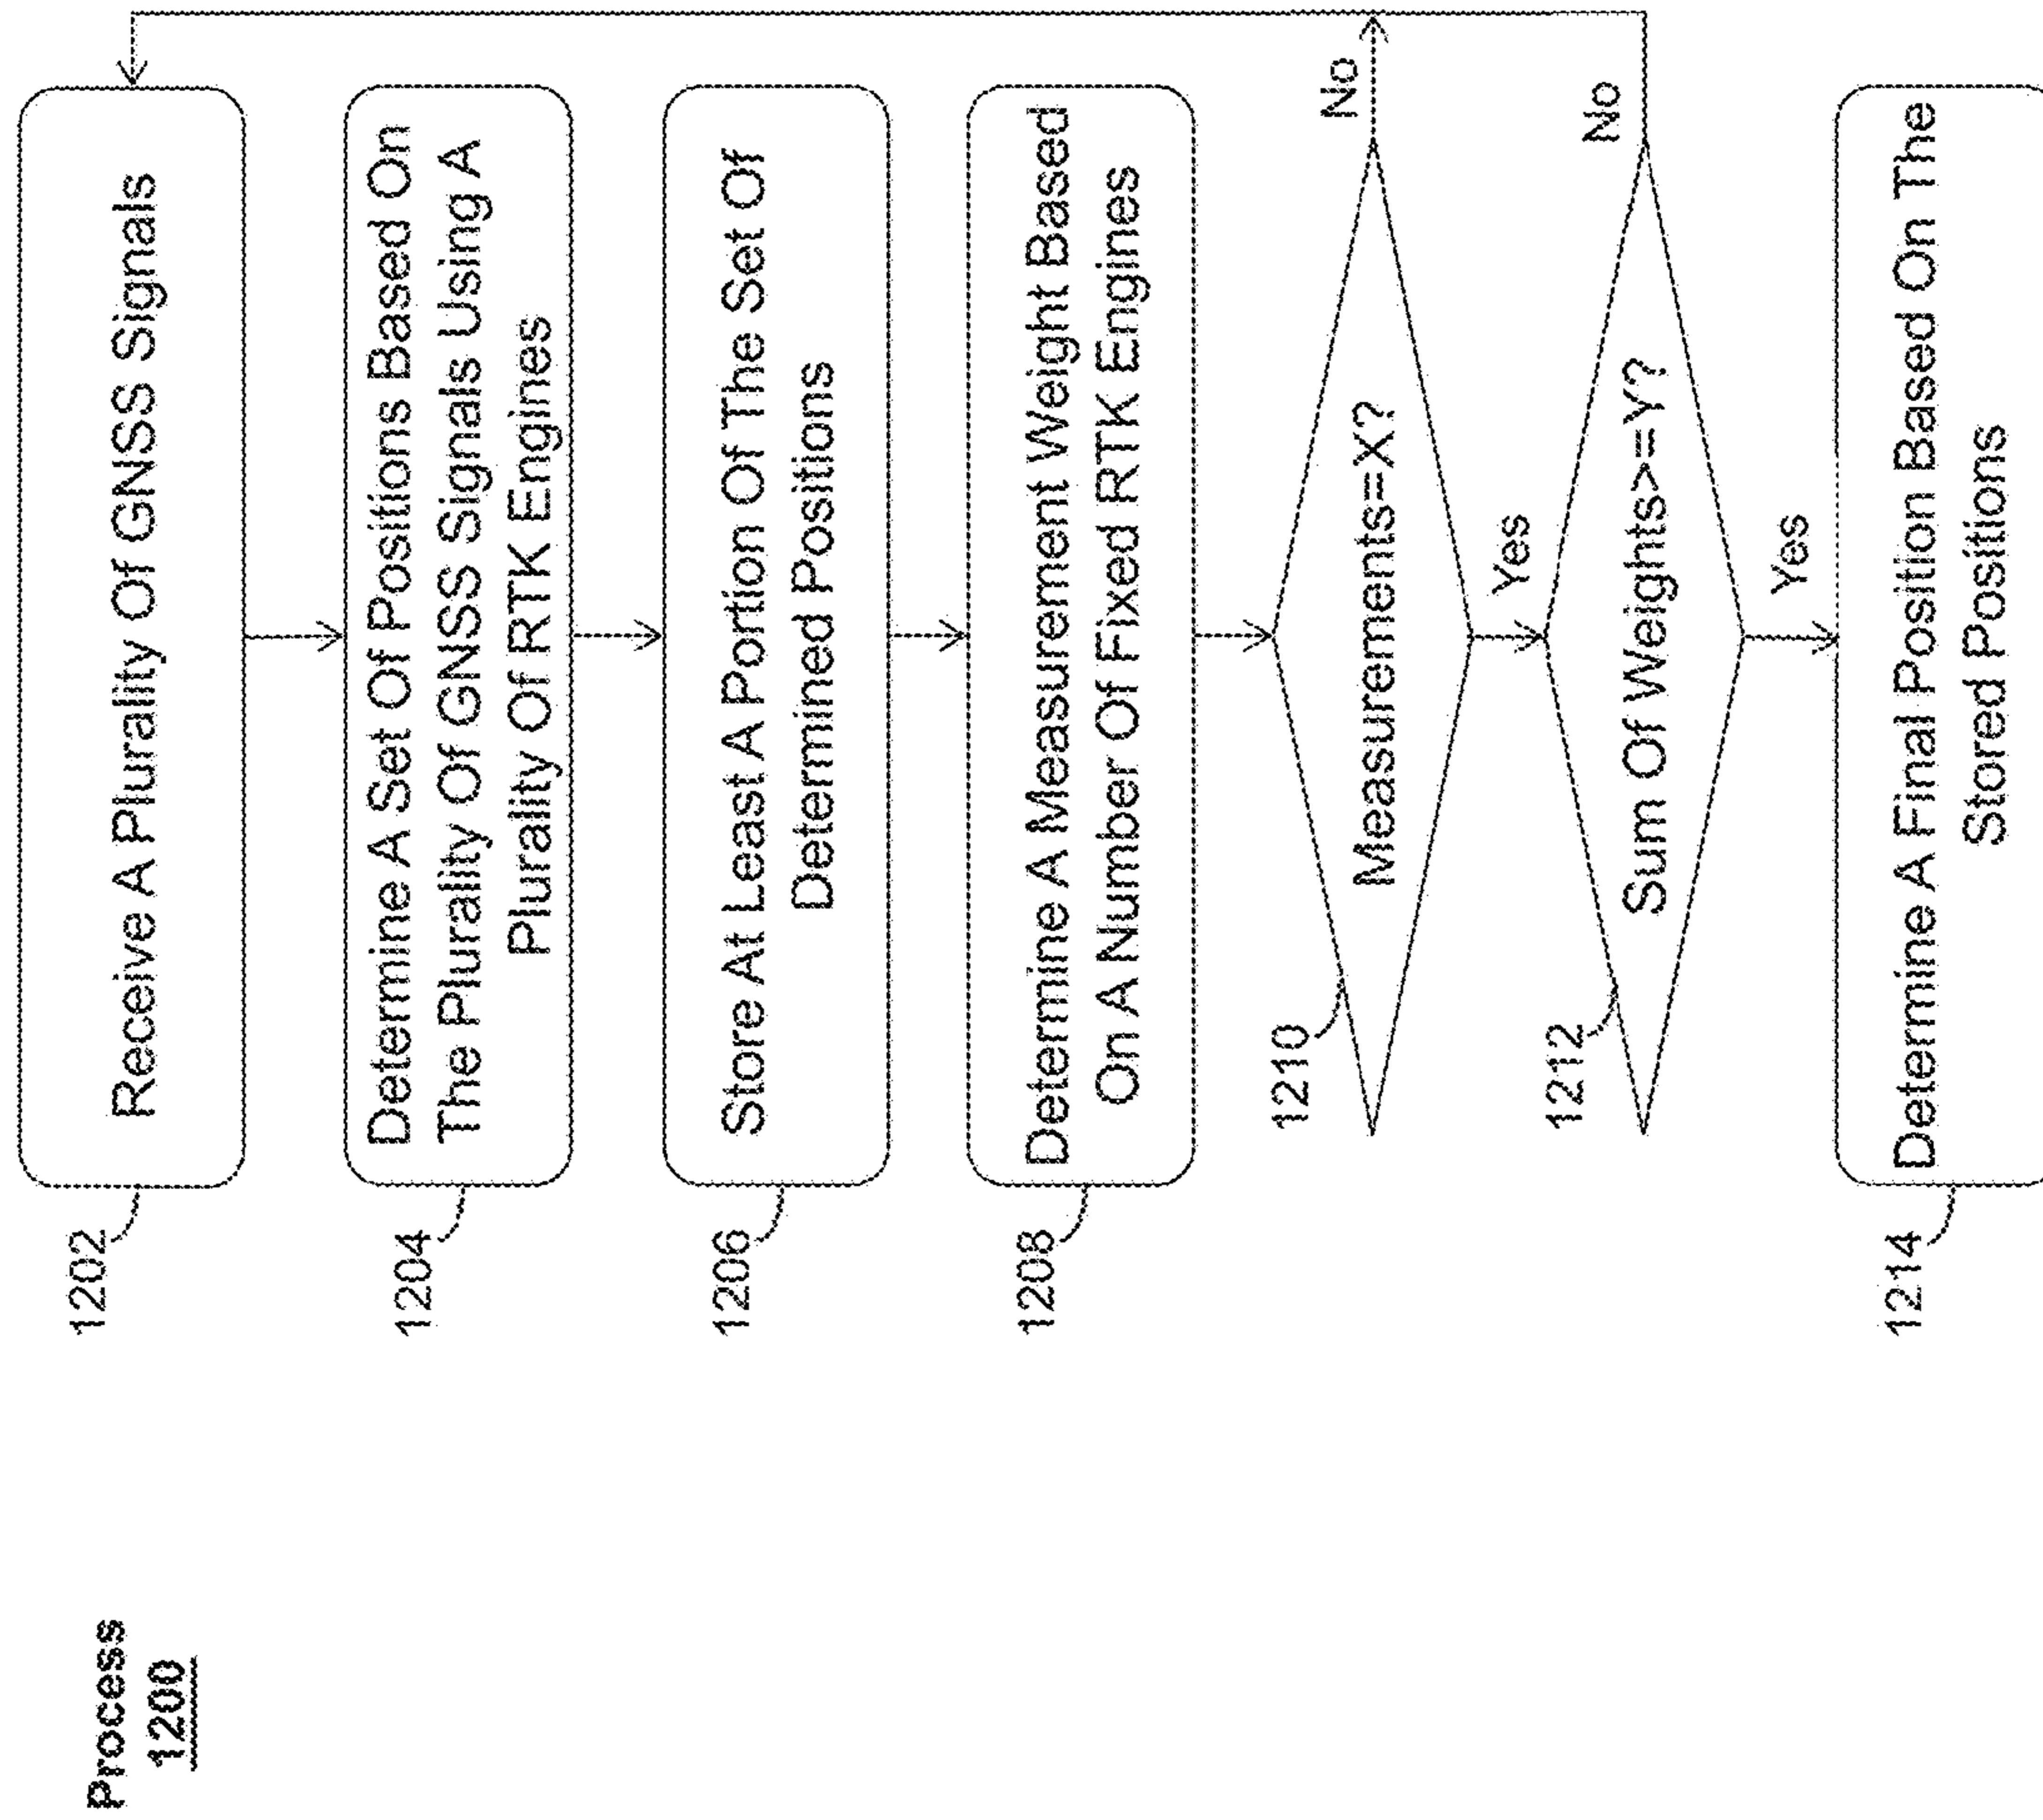 Process
1200
1202
Receive A Plurality Of GNSS Signals
1204
Determine A Set Of Positions Based On
The Plurality Of GNSS Signals Using A
Plurality Of RTK Engines
1206
Store At Least A Portion Of The Set Of
Determined Positions
1208
Determine A Measurement Weight Based
On A Number Of Fixed RTK Engines
1210
Measurements=X?
No
Yes
1212
Sum Of Weights>=Y?
No
Yes
1214
Determine A Final Position Based On The
Stored Positions